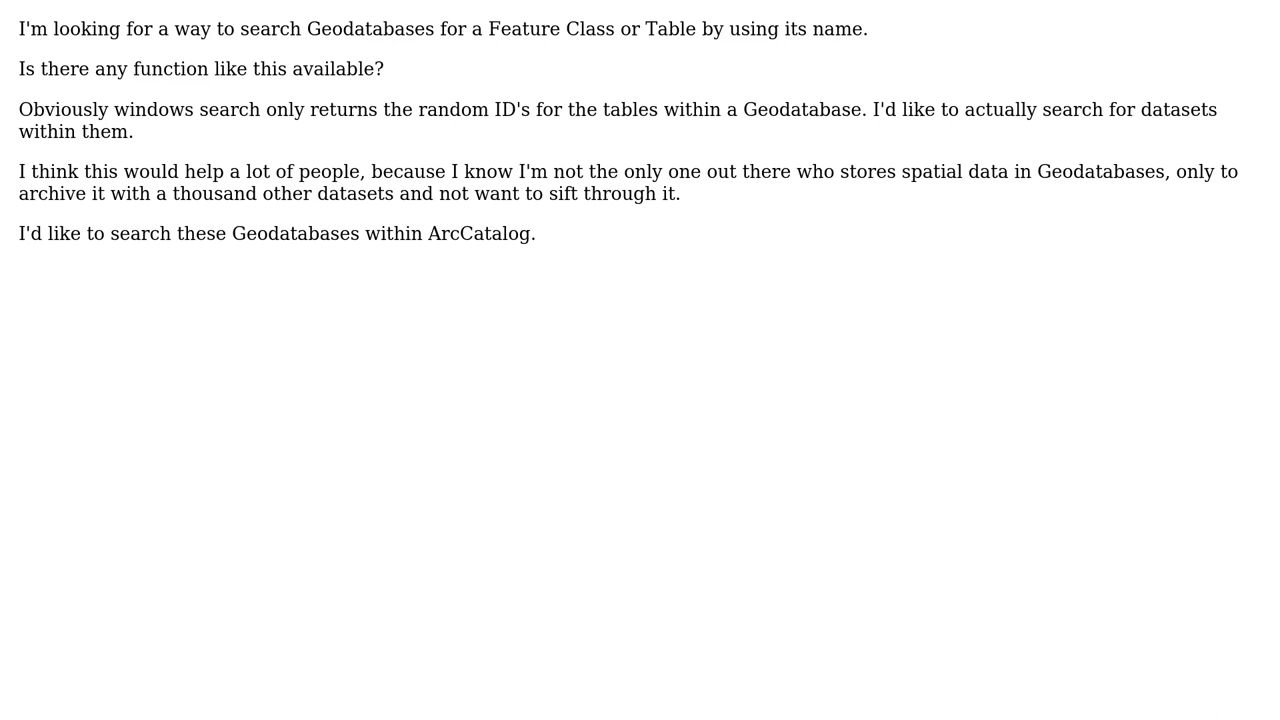 I'm looking for a way to search Geodatabases for a Feature Class or Table by using its name.
Is there any function like this available?
Obviously windows search only returns the random ID's for the tables within a Geodatabase. I'd like to actually search for datasets
within them.
I think this would help a lot of people, because I know I'm not the only one out there who stores spatial data in Geodatabases, only to
archive it with a thousand other datasets and not want to sift through it.
I'd like to search these Geodatabases within ArcCatalog.